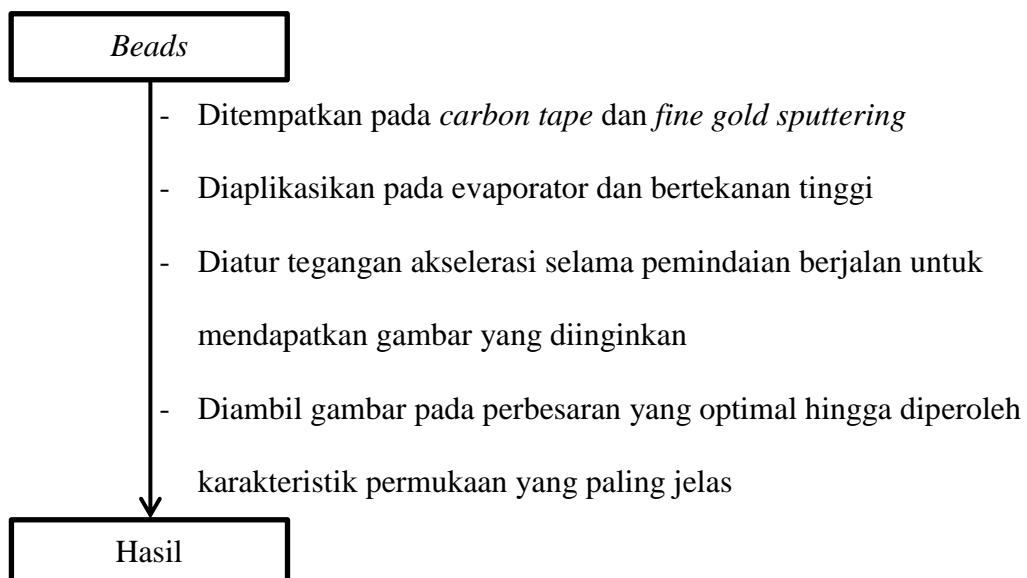 Beads
- Ditempatkan pada carbon tape dan fine gold sputtering
- Diaplikasikan pada evaporator dan bertekanan tinggi
- Diatur tegangan akselerasi selama pemindaian berjalan untuk
mendapatkan gambar yang diinginkan
- Diambil gambar pada perbesaran yang optimal hingga diperoleh
karakteristik permukaan yang paling jelas
Hasil